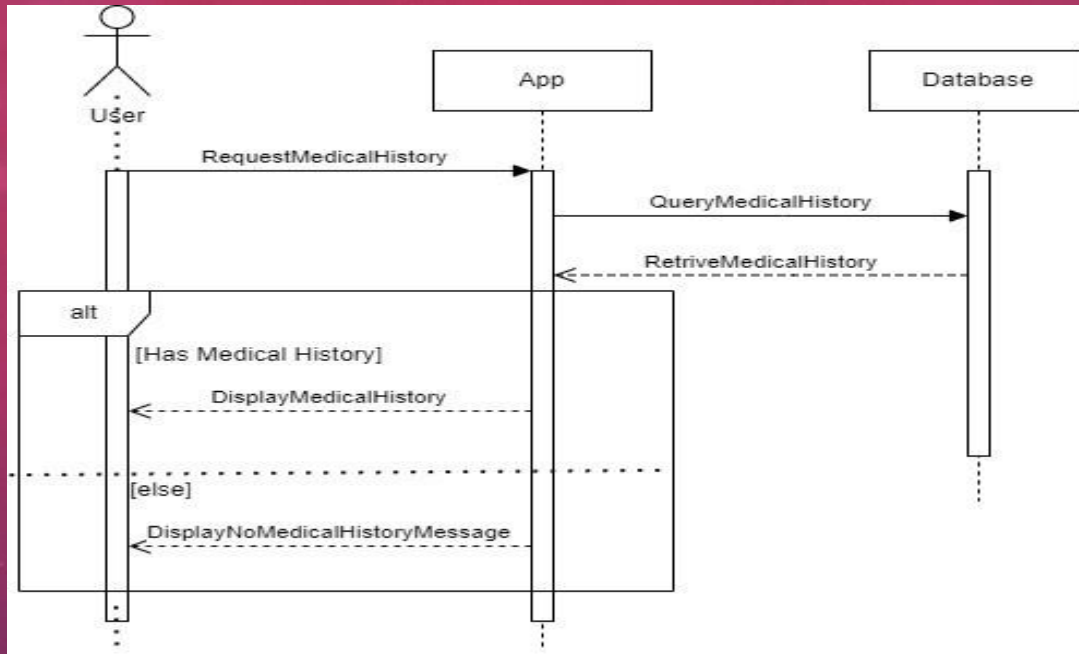 User
App
Database
RequestMedicalHistory
QueryMedicalHistory
RetriveMedicalHistory
alt
[Has Medical History]
DisplayMedicalHistory
[else]
DisplayNoMedicalHistoryMessage